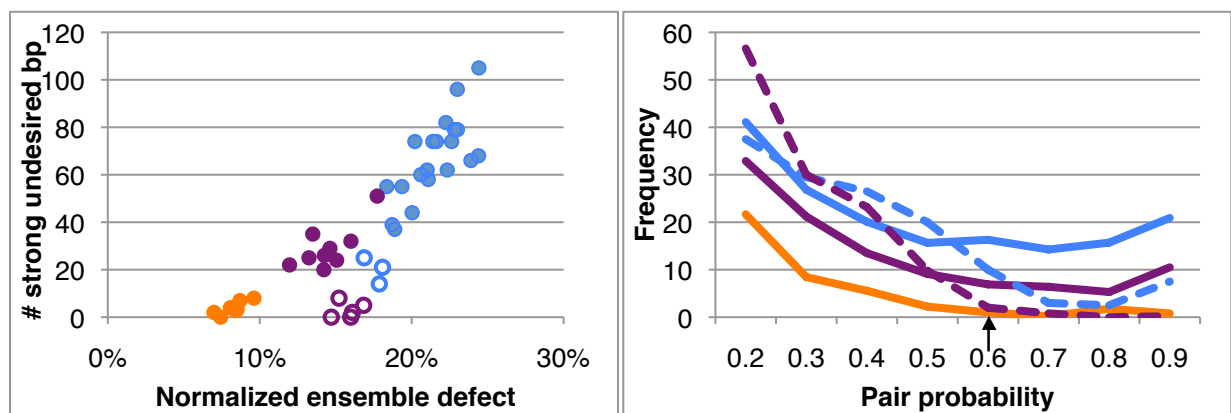 # strong undesired bp
120
100
80
60
40
20
0
0% 10% 20% 30%
Normalized ensemble defect
Frequency
60
50
40
30
20
10
0
0.2 0.3 0.4 0.5 0.6 0.7 0.8 0.9
Pair probability